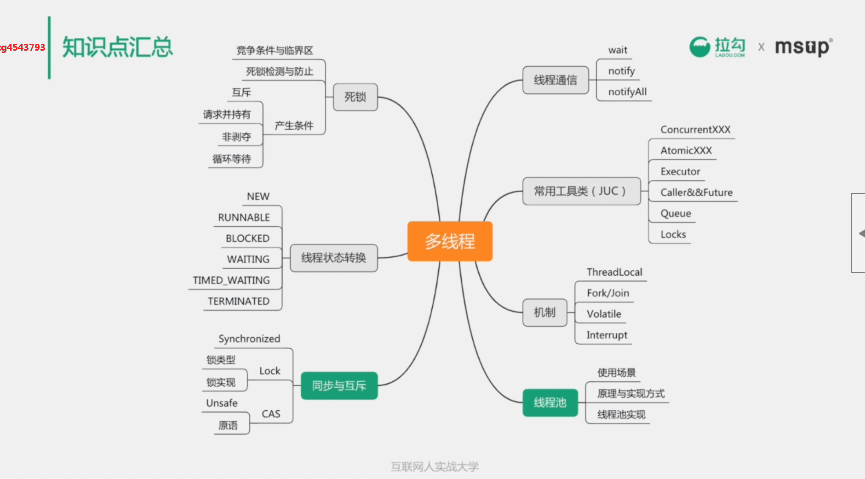 cg4543793
知识点汇总
拉勾
LAGOU.COM
x
msup®
竞争条件与临界区
死锁检测与防止
互斥
请求并持有
非剥夺
循环等待
产生条件
死锁
NEW
RUNNABLE
BLOCKED
WAITING
TIMED_WAITING
TERMINATED
线程状态转换
Synchronized
锁类型
锁实现
Lock
Unsafe
原语
CAS
同步与互斥
多线程
线程通信
wait
notify
notifyAll
常用工具类（JUC）
ConcurrentXXX
AtomicXXX
Executor
Caller&&Future
Queue
Locks
机制
ThreadLocal
Fork/Join
Volatile
Interrupt
线程池
使用场景
原理与实现方式
线程池实现
互联网人实战大学